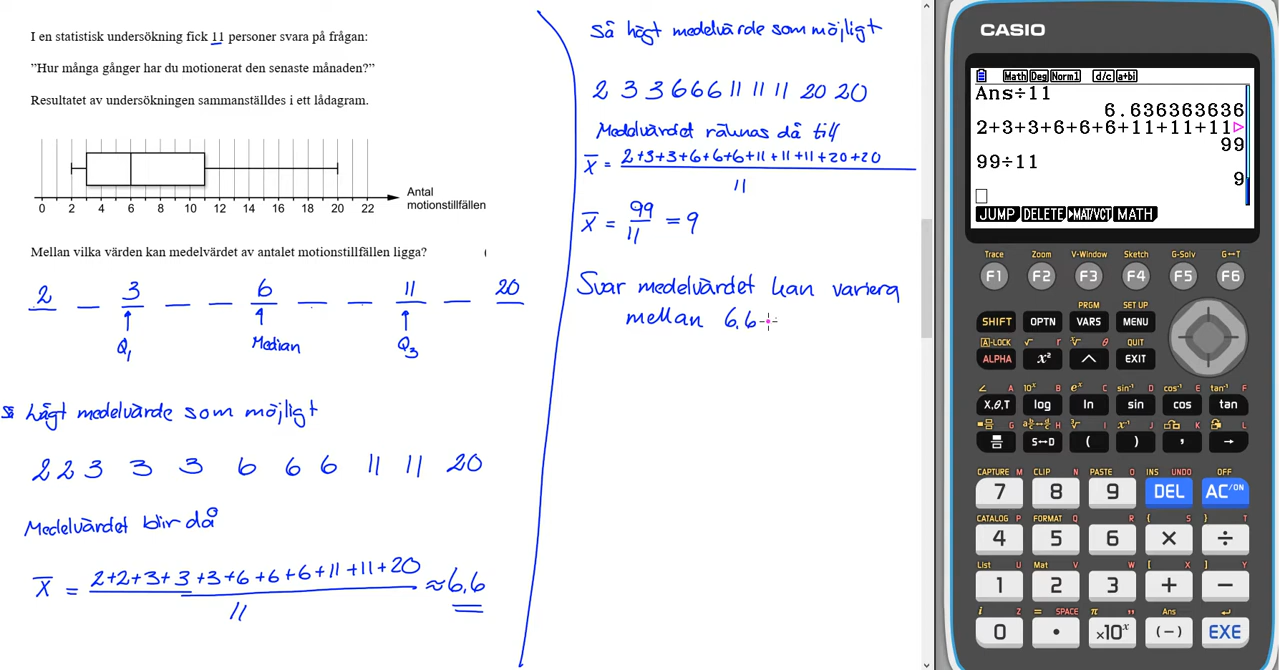 I en statistisk undersökning fick 11 personer svara på frågan:
”Hur många gånger har du motionerat den senaste månaden?”
Resultatet av undersökningen sammanställdes i ett lådagram.
0 2 4 6 8 10 12 14 16 18 20 22
Antal
motionstillfällen
Mellan vilka värden kan medelvärdet av antalet motionstillfällen ligga?
2 _ 3 _ _ 6 _ _ 11 _ 20
Q1 Median Q3
Så lågt medelvärde som möjligt
2 2 3 3 3 6 6 6 11 11 20
Medelvärdet blir då
x̄ = 2+2+3+3+3+6+6+6+11+11+20 ≈ 6,6
11
Så högt medelvärde som möjligt
2 3 3 6 6 6 11 11 11 20 20
Medelvärdet räknas då till
x̄ = 2+3+3+6+6+6+11+11+11+20+20
11
x̄ = 99/11 = 9
Svar medelvärdet kan variera
mellan 6,6
CASIO
Math Deg Norm1 d/c a+bi
Ans÷11
6.636363636
2+3+3+6+6+6+11+11+11
99
99÷11
9
JUMP DELETE ►MAT/VCT MATH
Trace Zoom V-Window Sketch G-Solv G↔T
F1 F2 F3 F4 F5 F6
PRGM SET UP
SHIFT OPTN VARS MENU
A-LOCK √ r ˣ√ θ QUIT
ALPHA x² ^ EXIT
∠ A 10ˣ B eˣ C sin⁻¹ D cos⁻¹ E tan⁻¹ F
X,θ,T log ln sin cos tan
G H ³√ I x⁻¹ J K L
S↔D ( ) , →
CAPTURE M CLIP N PASTE O INS UNDO OFF
7 8 9 DEL AC/ON
CATALOG P FORMAT Q R { S } T
4 5 6 × ÷
List U Mat V W [ X ] Y
1 2 3 + −
i Z = SPACE π " Ans
0 • ×10ˣ (−) EXE